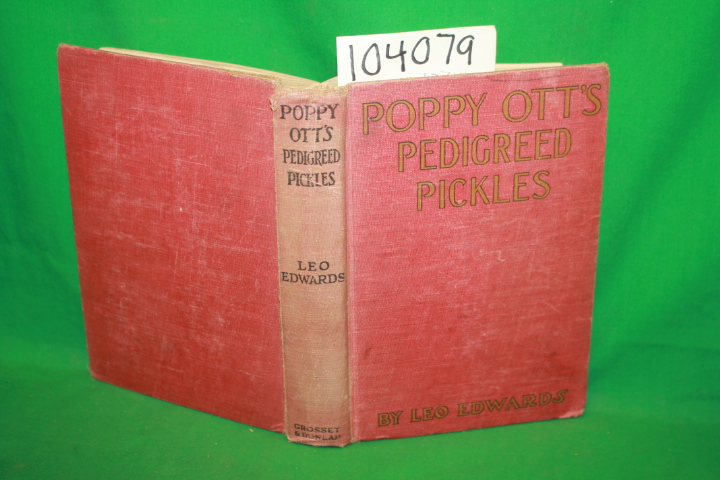 104079
POPPY
OTT'S
PEDIGREED
PICKLES
LEO
EDWARDS
GROSSET
& DUNLAP
POPPY OTT'S
PEDIGREED
PICKLES
BY LEO EDWARDS